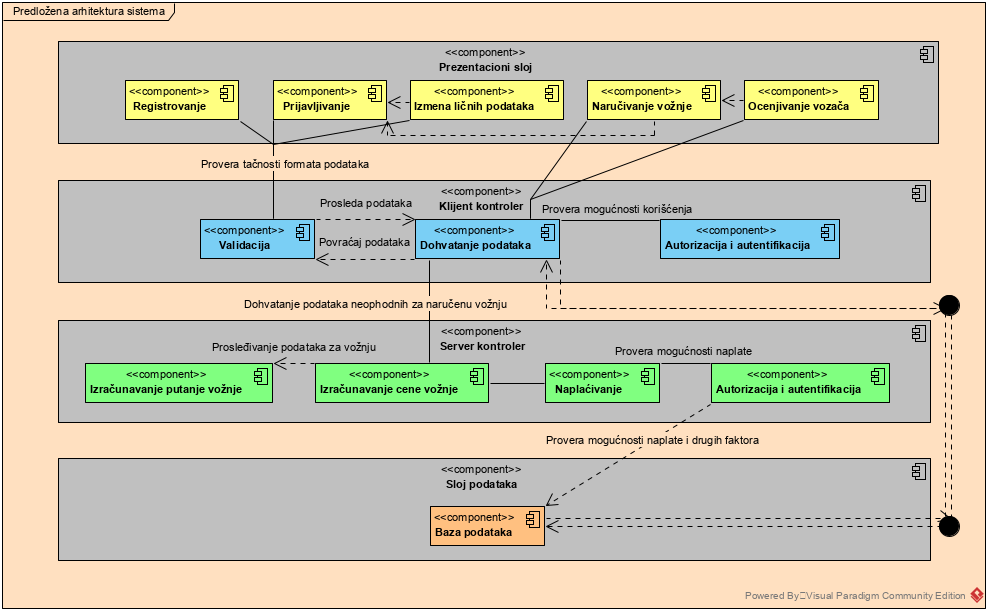 Predložena arhitektura sistema
<<component>>
Prezentacioni sloj
<<component>>
Registrovanje
<<component>>
Prijavljivanje
<<component>>
Izmena ličnih podataka
<<component>>
Naručivanje vožnje
<<component>>
Ocenjivanje vozača
Provera tačnosti formata podataka
<<component>>
Klijent kontroler
<<component>>
Validacija
Prosleda podataka
Povraćaj podataka
<<component>>
Dohvatanje podataka
Provera mogućnosti korišćenja
<<component>>
Autorizacija i autentifikacija
Dohvatanje podataka neophodnih za naručenu vožnju
<<component>>
Server kontroler
Prosleđivanje podataka za vožnju
Provera mogućnosti naplate
<<component>>
Izračunavanje putanje vožnje
<<component>>
Izračunavanje cene vožnje
<<component>>
Naplaćivanje
<<component>>
Autorizacija i autentifikacija
Provera mogućnosti naplate i drugih faktora
<<component>>
Sloj podataka
<<component>>
Baza podataka
Powered By Visual Paradigm Community Edition